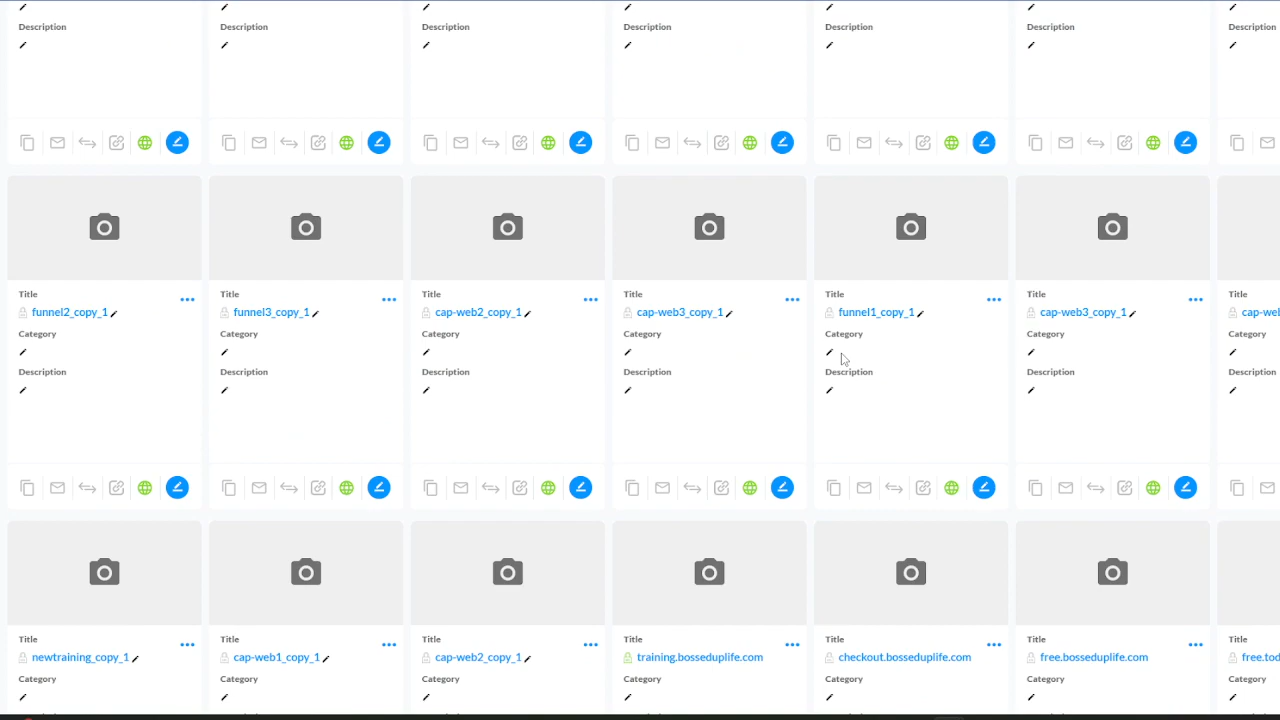 Description Description Description Description Description Description Description
Title Title Title Title Title Title Title
funnel2_copy_1 funnel3_copy_1 cap-web2_copy_1 cap-web3_copy_1 funnel1_copy_1 cap-web3_copy_1
Category Category Category Category Category Category Category
Description Description Description Description Description Description Description
Title Title Title Title Title Title Title
newtraining_copy_1 cap-web1_copy_1 cap-web2_copy_1 training.bosseduplife.com checkout.bosseduplife.com free.bosseduplife.com
Category Category Category Category Category Category Category